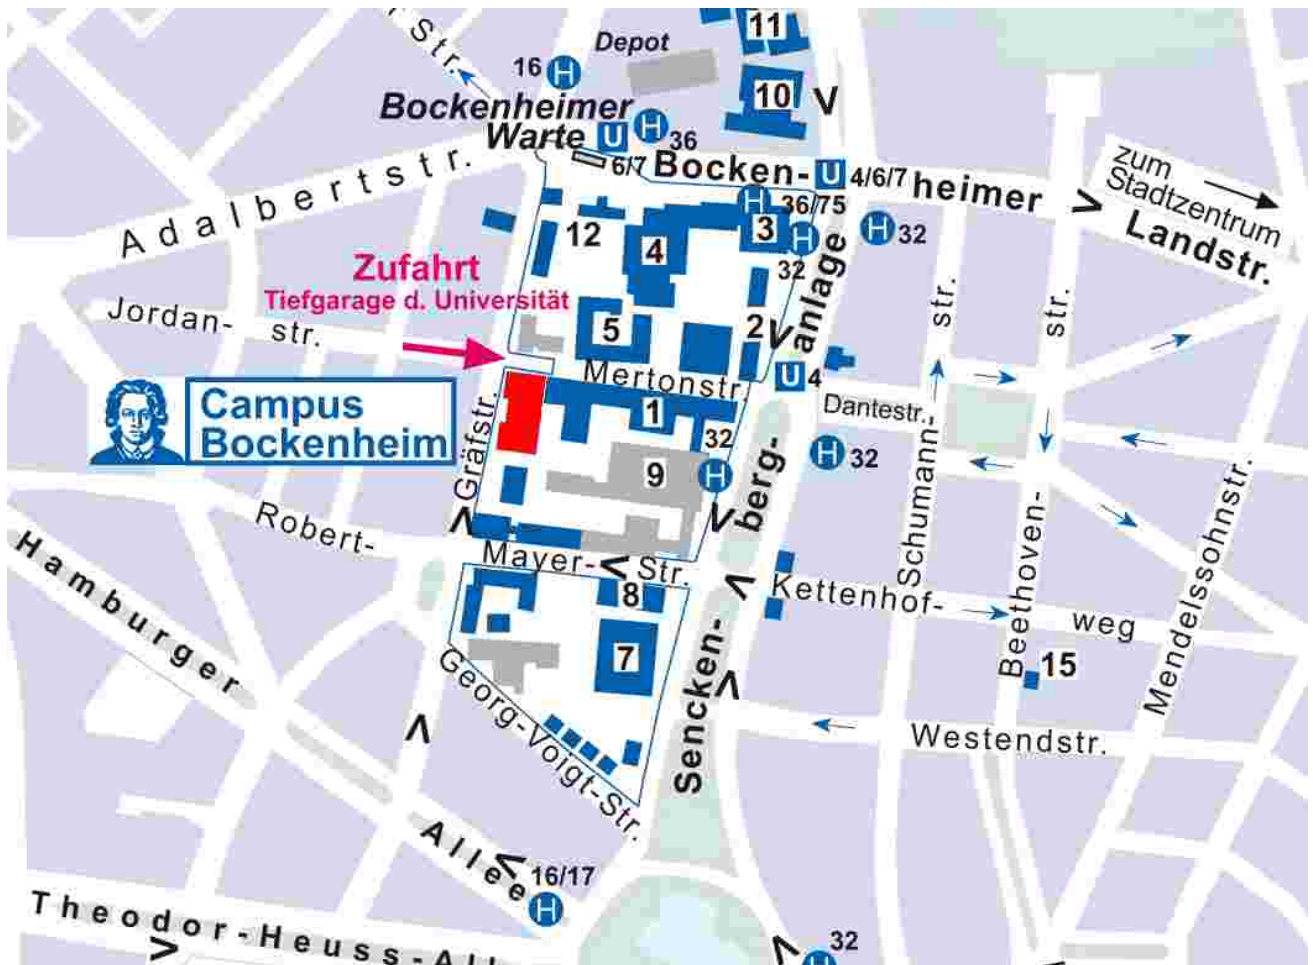 Str.
Depot
11
16 H
10
Bockenheimer
Warte U H
36
6/7
Bocken- U 4/6/7 heimer
zum
Stadtzentrum
Landstr.
Adalbertstr.
H
36/75
3
H
32
H 32
12
4
Zufahrt
Tiefgarage d. Universität
Jordan- str.
5
2
anlage
str.
str.
Mertonstr.
U 4
Campus
Bockenheim
1
32
H
Dantestr.
H 32
9
Gräfstr.
berg-
Schumann-
Robert-
Mayer- Str.
Hamburger
8
Kettenhof- weg
Beethoven-
Mendelssohnstr.
7
15
Georg-Voigt-Str.
Sencken-
Westendstr.
Allee
16/17
H
Theodor-Heuss-All
32
H